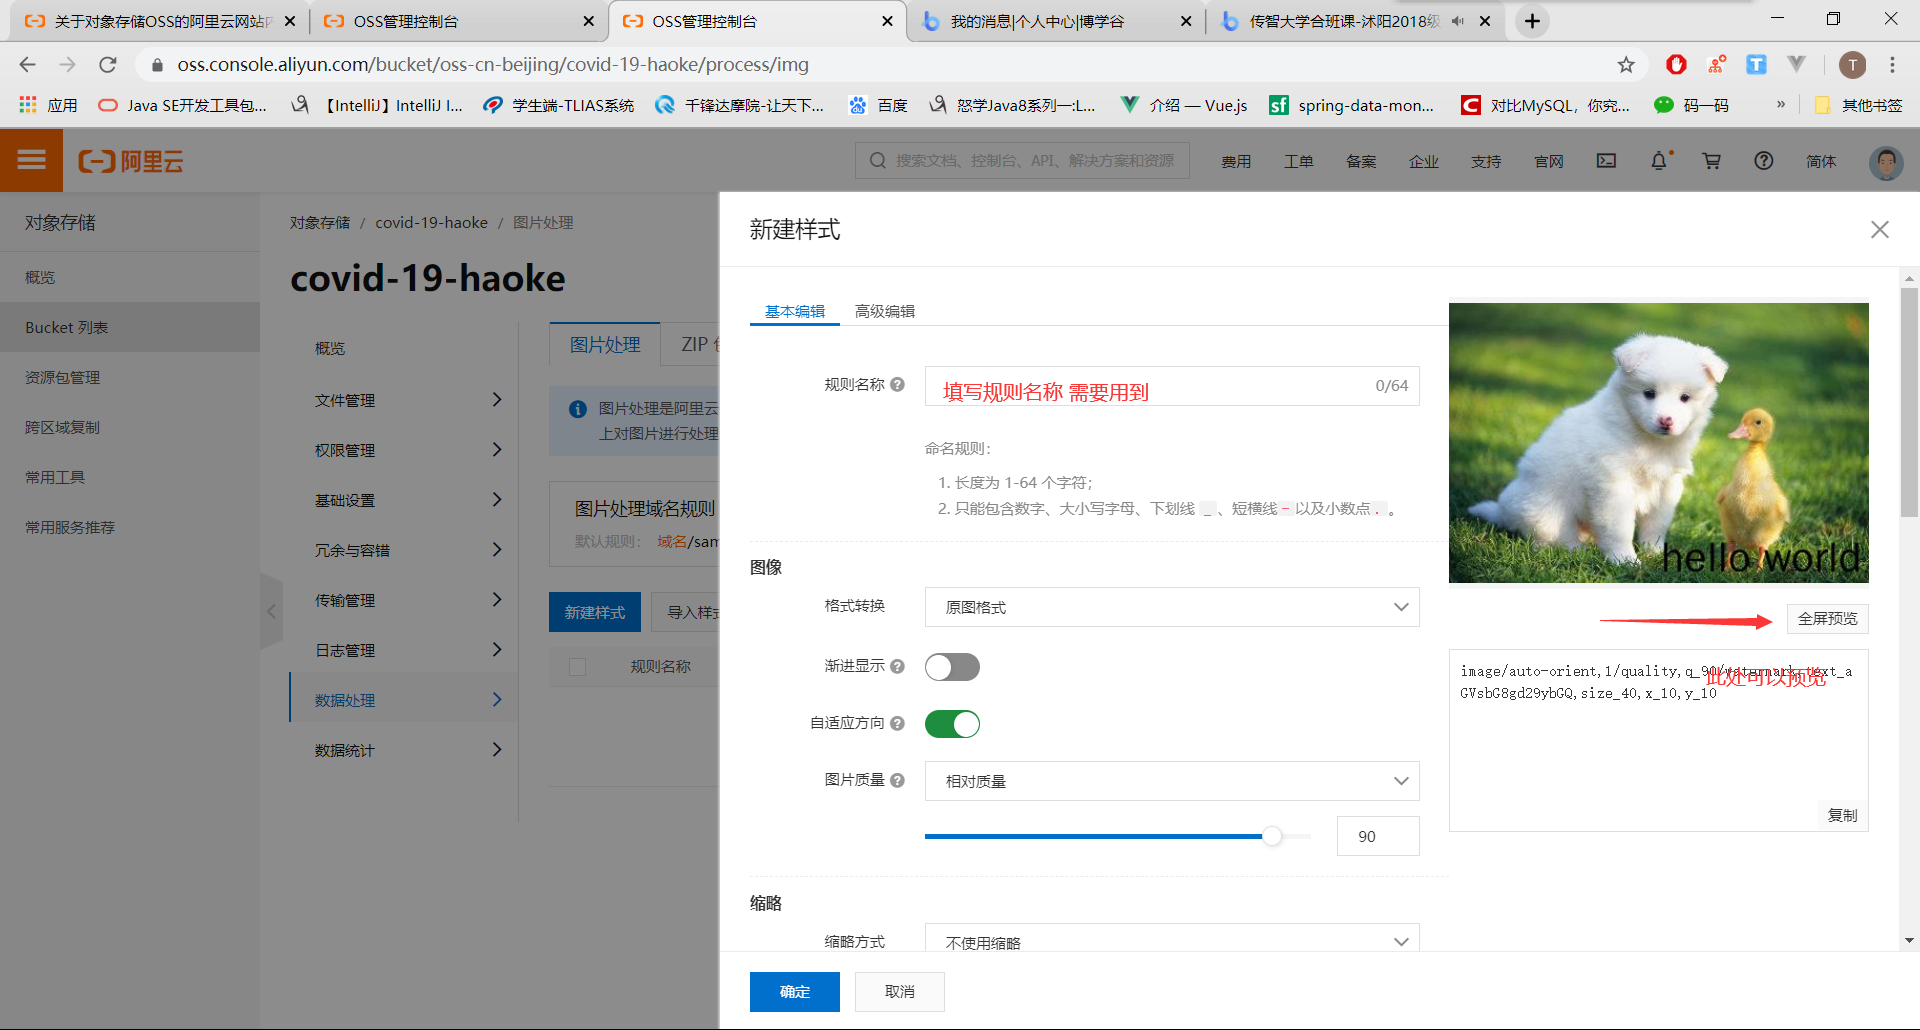 关于对象存储OSS的阿里云网站
OSS管理控制台
OSS管理控制台
我的消息|个人中心|博学谷
传智大学合班课-沭阳2018级
oss.console.aliyun.com/bucket/oss-cn-beijing/covid-19-haoke/process/img
T
应用
Java SE开发工具包...
【IntelliJ】IntelliJ I...
学生端-TLIAS系统
千锋达摩院-让天下...
百度
怒学Java8系列一:L...
介绍 — Vue.js
spring-data-mon...
对比MySQL，你究...
码一码
»
其他书签
阿里云
搜索文档、控制台、API、解决方案和资源
费用
工单
备案
企业
支持
官网
简体
对象存储
概览
Bucket 列表
资源包管理
跨区域复制
常用工具
常用服务推荐
对象存储 / covid-19-haoke / 图片处理
covid-19-haoke
概览
文件管理
权限管理
基础设置
冗余与容错
传输管理
日志管理
数据处理
数据统计
图片处理
ZIP
图片处理是阿里云
上对图片进行处理
图片处理域名规则
默认规则： 域名/sam
新建样式
导入样式
规则名称
新建样式
基本编辑
高级编辑
规则名称
填写规则名称 需要用到
0/64
命名规则：
1. 长度为 1-64 个字符；
2. 只能包含数字、大小写字母、下划线 _ 、短横线 - 以及小数点 . 。
图像
格式转换
原图格式
渐进显示
自适应方向
图片质量
相对质量
90
缩略
缩略方式
不使用缩略
确定
取消
hello world
全屏预览
image/auto-orient,1/quality,q_90/watermark,text_a
GVsbG8gd29ybGQ,size_40,x_10,y_10
此处可以预览
复制